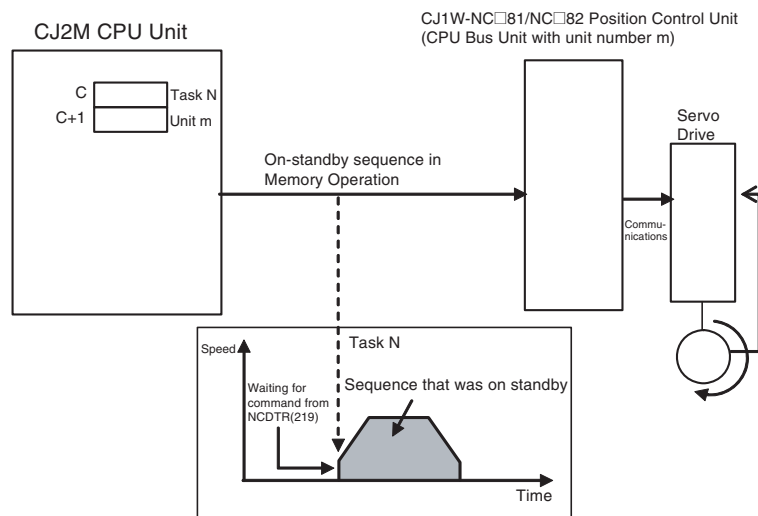 CJ2M CPU Unit
CJ1W-NC□81/NC□82 Position Control Unit
(CPU Bus Unit with unit number m)
C
Task N
C+1
Unit m
On-standby sequence in
Memory Operation
Servo
Drive
Commu-
nications
Task N
Speed
Waiting for
command from
NCDTR(219)
Sequence that was on standby
Time